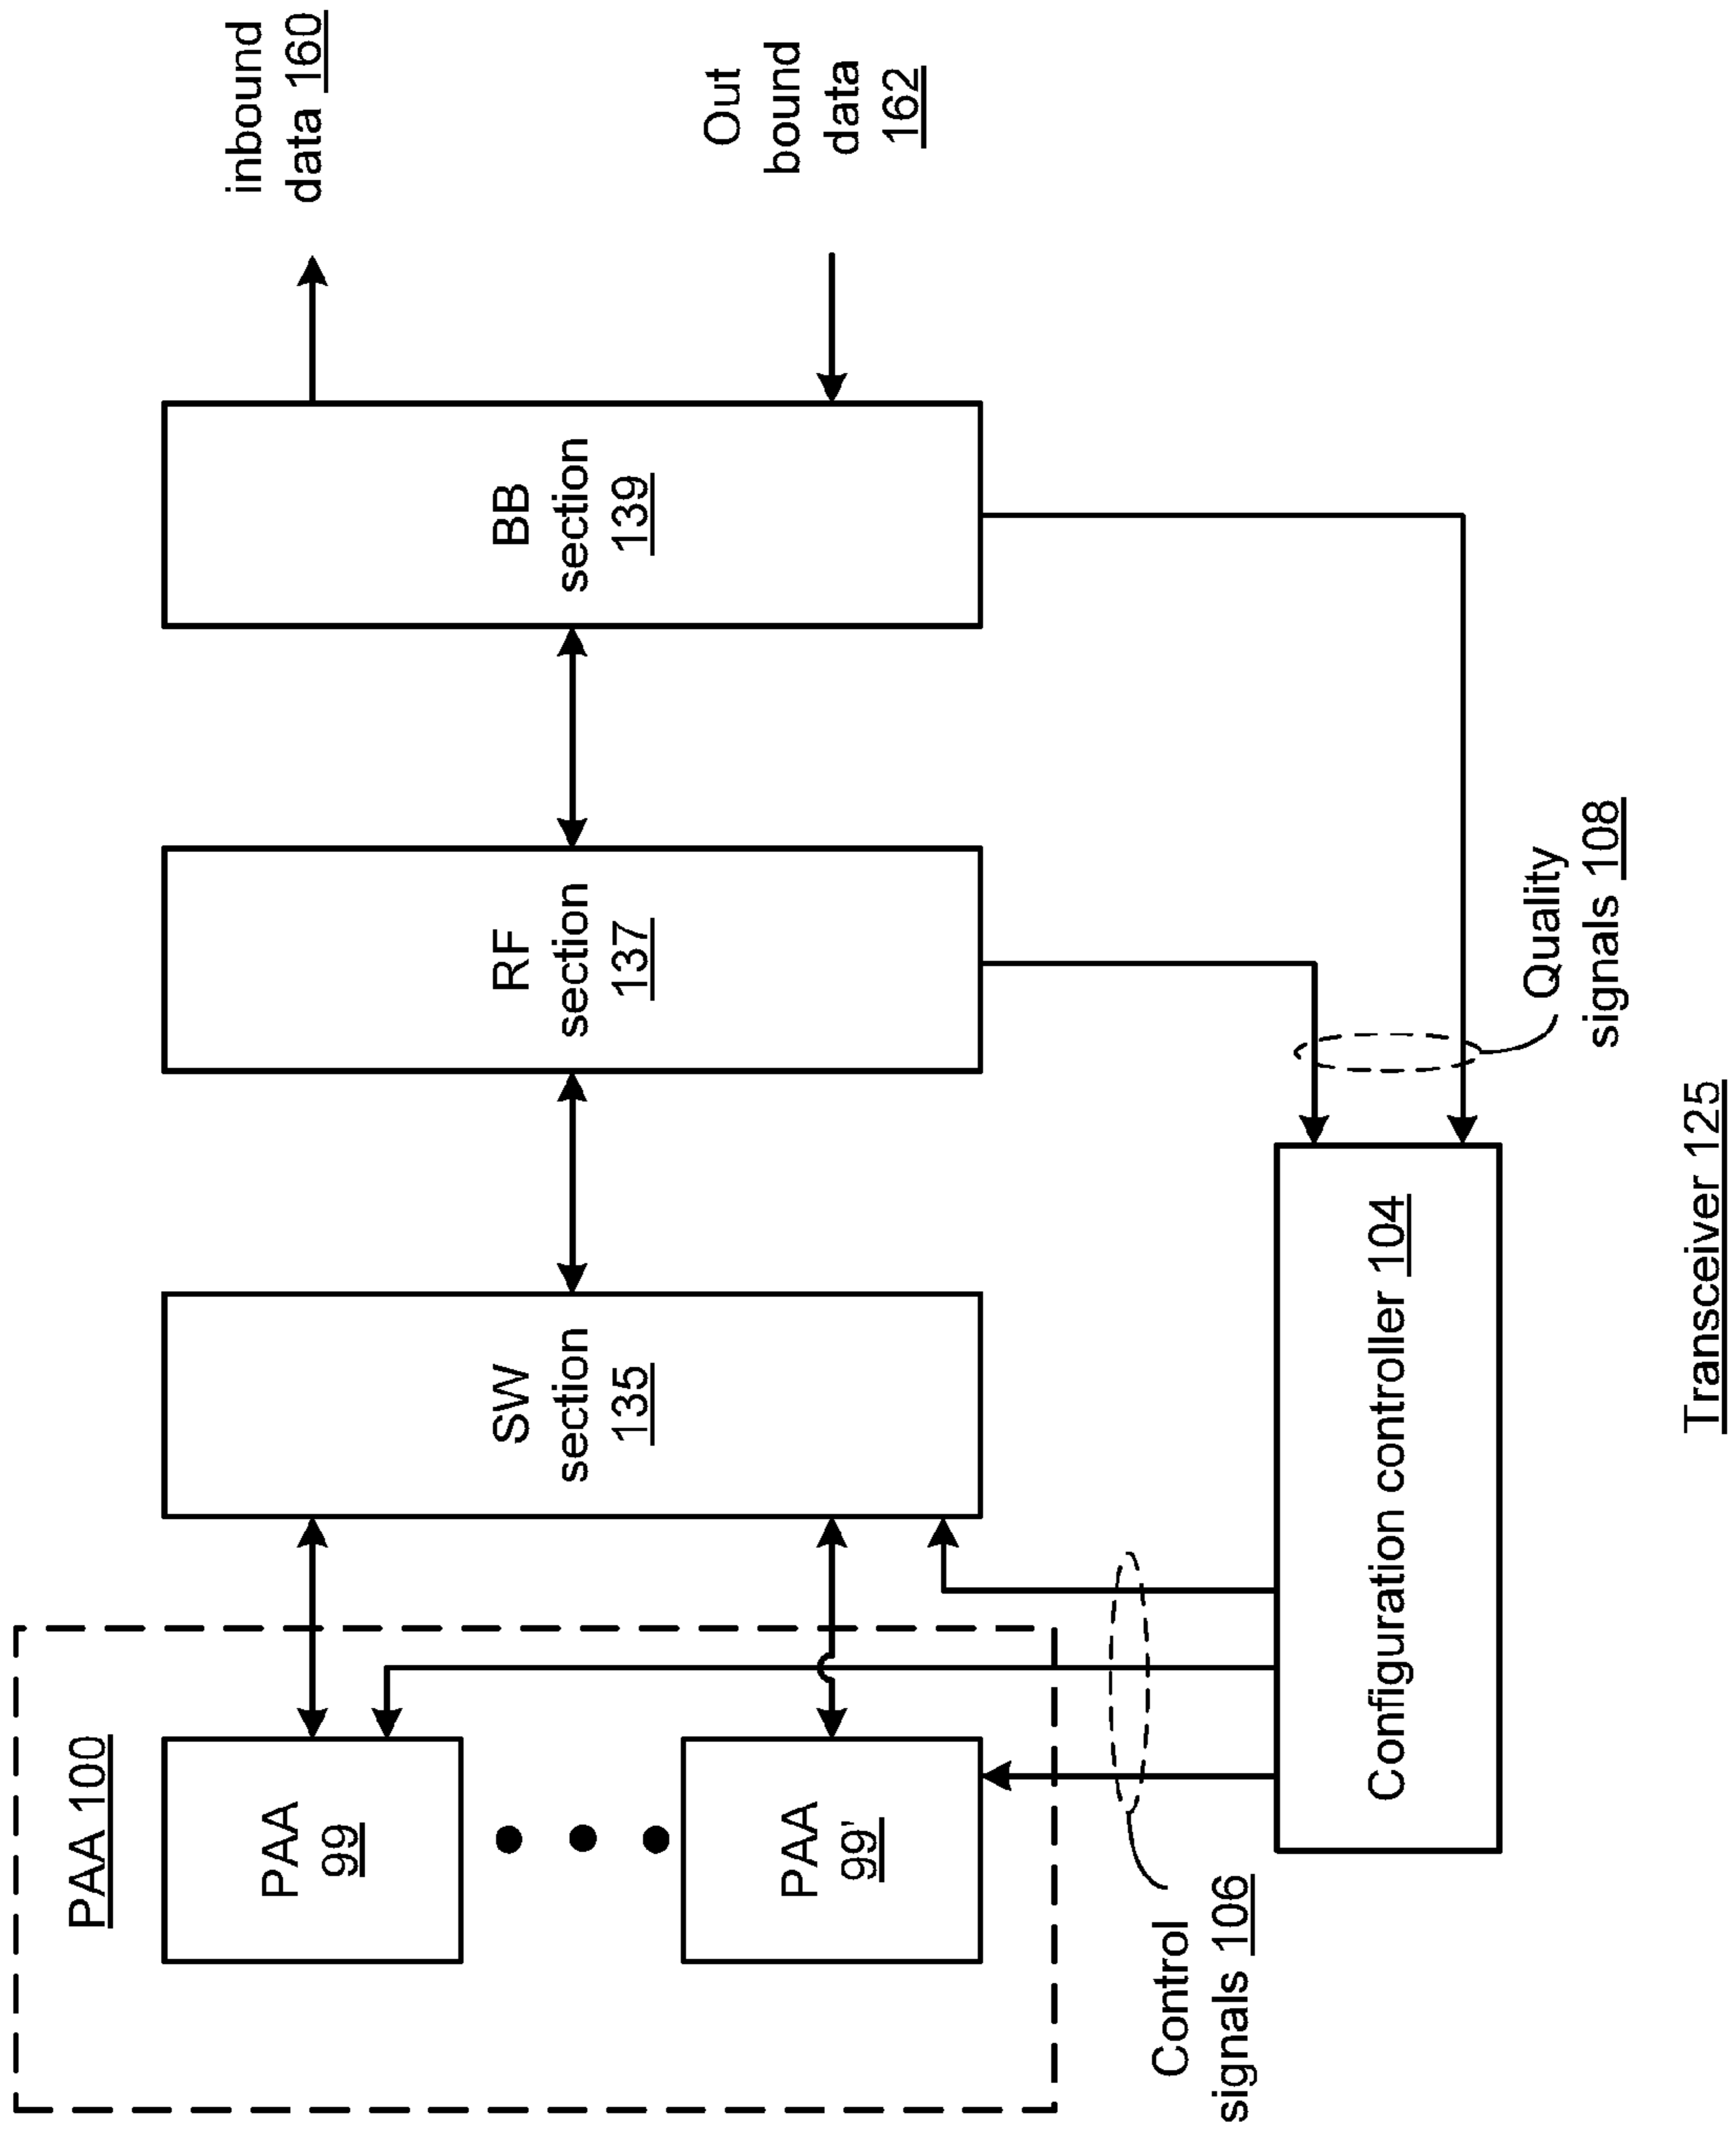 PAA 100
PAA
99
PAA
99'
SW
section
135
RF
section
137
BB
section
139
inbound
data 160
Out
bound
data
162
Control
signals 106
Configuration controller 104
Quality
signals 108
Transceiver 125